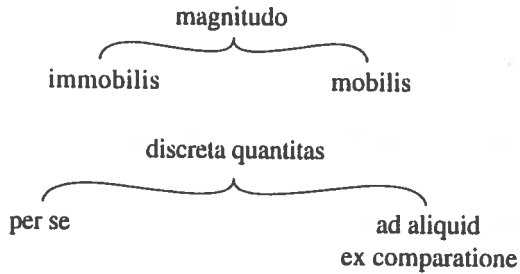 magnitudo
immobilis
mobilis
discreta quantitas
per se
ad aliquid
ex comparatione